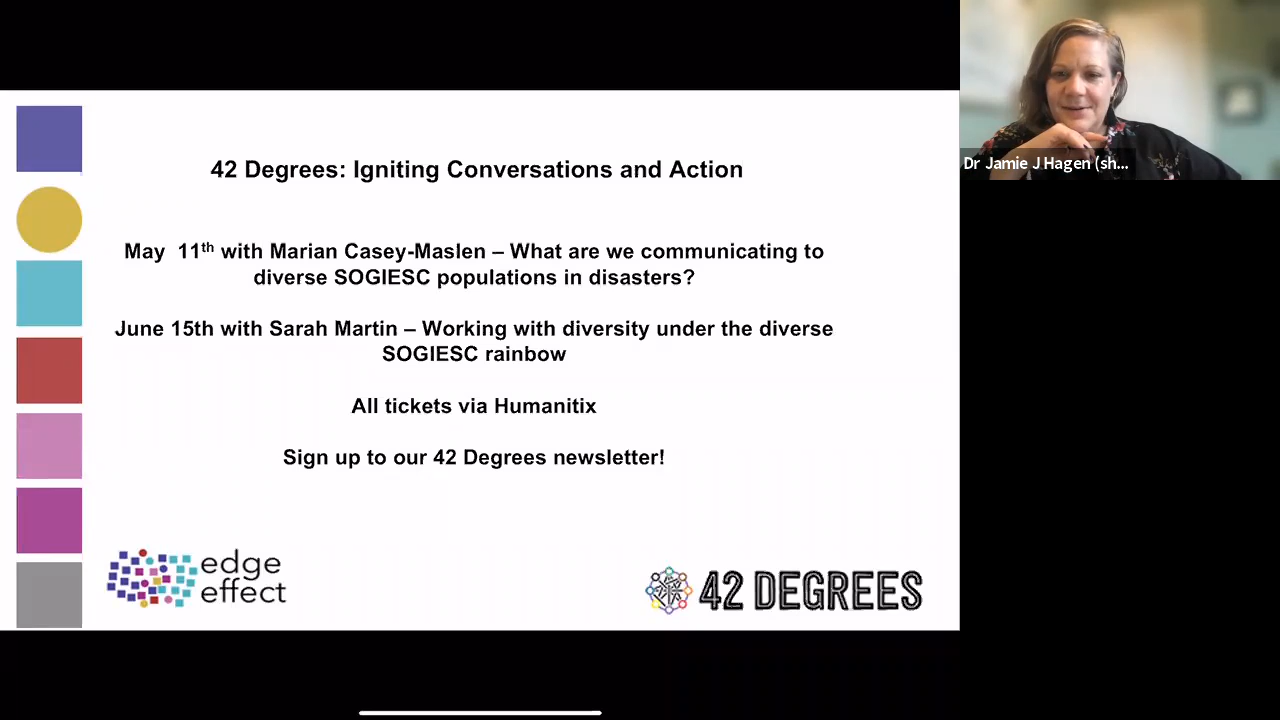 42 Degrees: Igniting Conversations and Action
May 11th with Marian Casey-Maslen – What are we communicating to
diverse SOGIESC populations in disasters?
June 15th with Sarah Martin – Working with diversity under the diverse
SOGIESC rainbow
All tickets via Humanitix
Sign up to our 42 Degrees newsletter!
edge
effect
42 DEGREES
Dr Jamie J Hagen (sh...